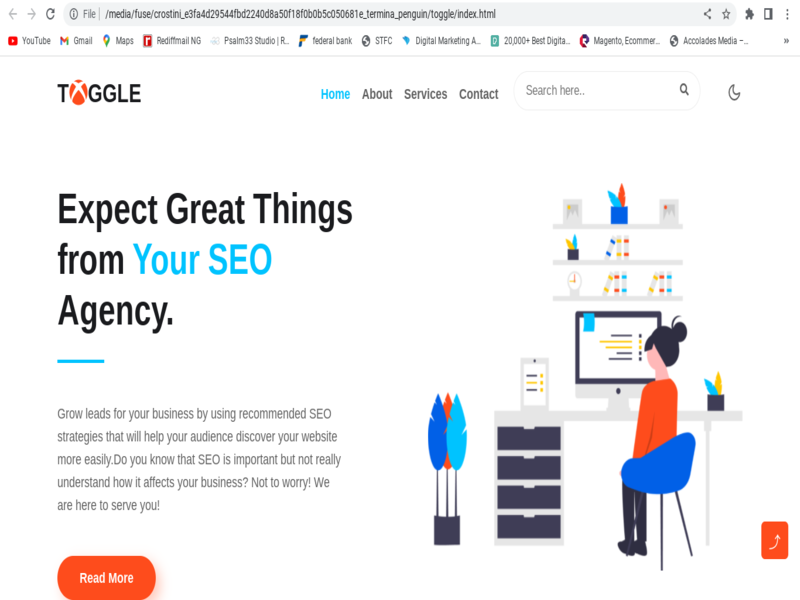 File /media/fuse/crostini_e3fa4d29544fbd2240d8a50f18f0b0b5c050681e_termina_penguin/toggle/index.html
YouTube Gmail Maps Rediffmail NG Psalm33 Studio | R... federal bank STFC Digital Marketing A... 20,000+ Best Digita... Magento, Ecommer... Accolades Media –... »
TOGGLE Home About Services Contact Search here..
Expect Great Things
from Your SEO
Agency.
Grow leads for your business by using recommended SEO
strategies that will help your audience discover your website
more easily.Do you know that SEO is important but not really
understand how it affects your business? Not to worry! We
are here to serve you!
Read More